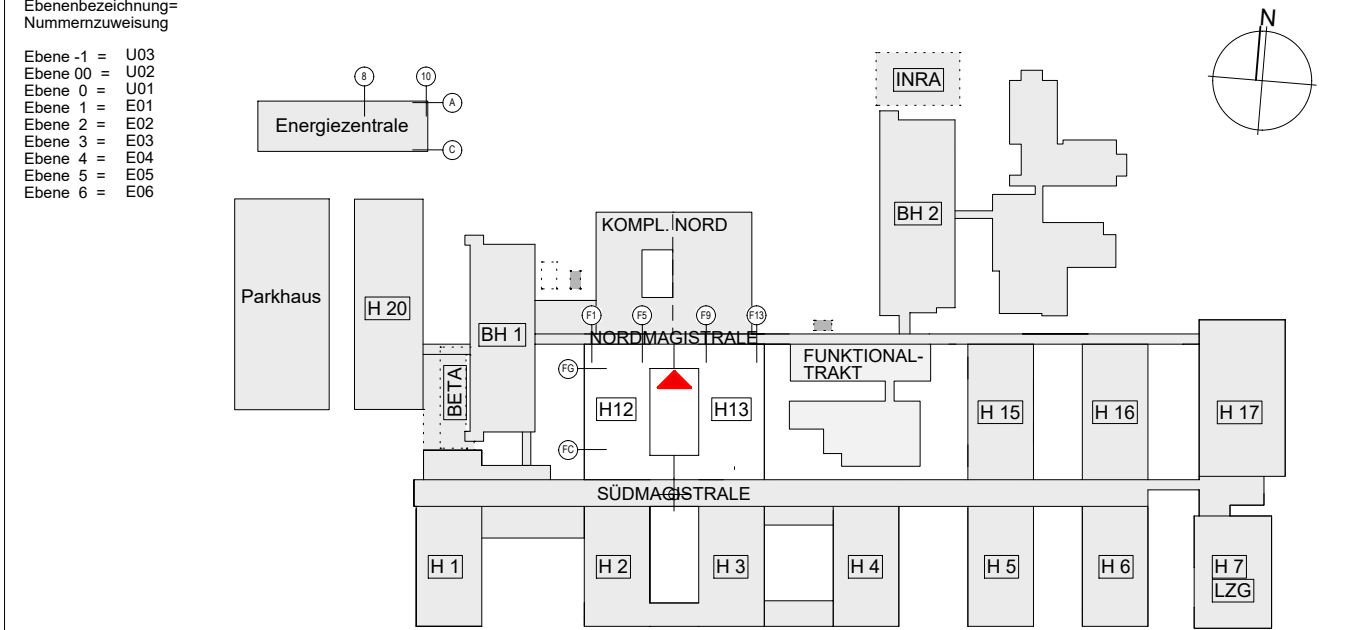 Ebenenbezeichnung=
Nummernzuweisung
Ebene -1 = U03
Ebene 00 = U02
Ebene 0 = U01
Ebene 1 = E01
Ebene 2 = E02
Ebene 3 = E03
Ebene 4 = E04
Ebene 5 = E05
Ebene 6 = E06
N
8
10
A
C
Energiezentrale
INRA
BH 2
KOMPL. NORD
Parkhaus
H 20
BH 1
F1
F5
F9
F13
NORDMAGISTRALE
FUNKTIONAL-
TRAKT
BETA
FG
FC
H12
H13
H 15
H 16
H 17
SÜDMAGISTRALE
H 1
H 2
H 3
H 4
H 5
H 6
H 7
LZG